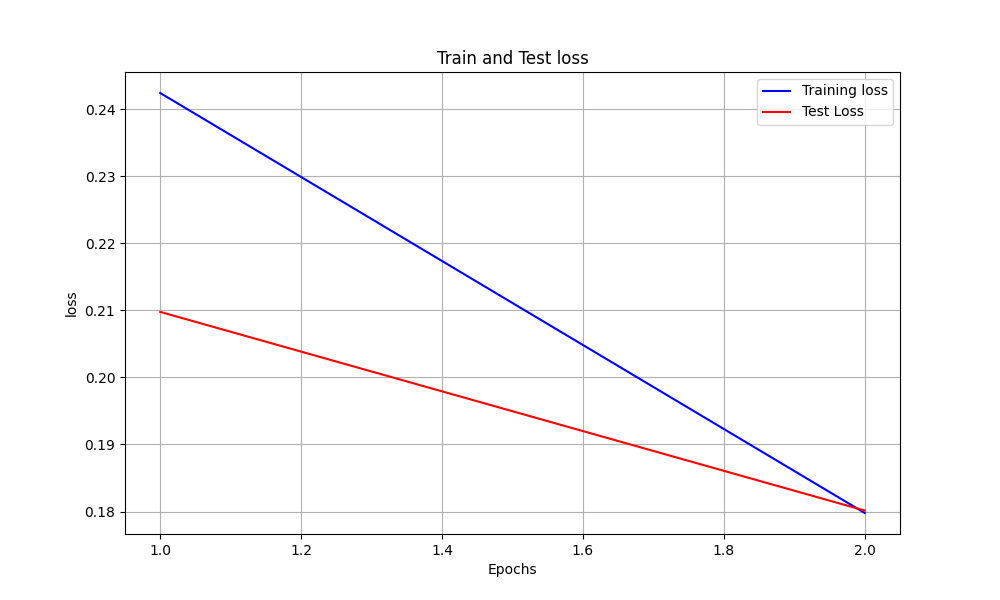 Train and Test loss
Training loss
Test Loss
0.24
0.23
0.22
0.21
0.20
0.19
0.18
loss
1.0 1.2 1.4 1.6 1.8 2.0
Epochs